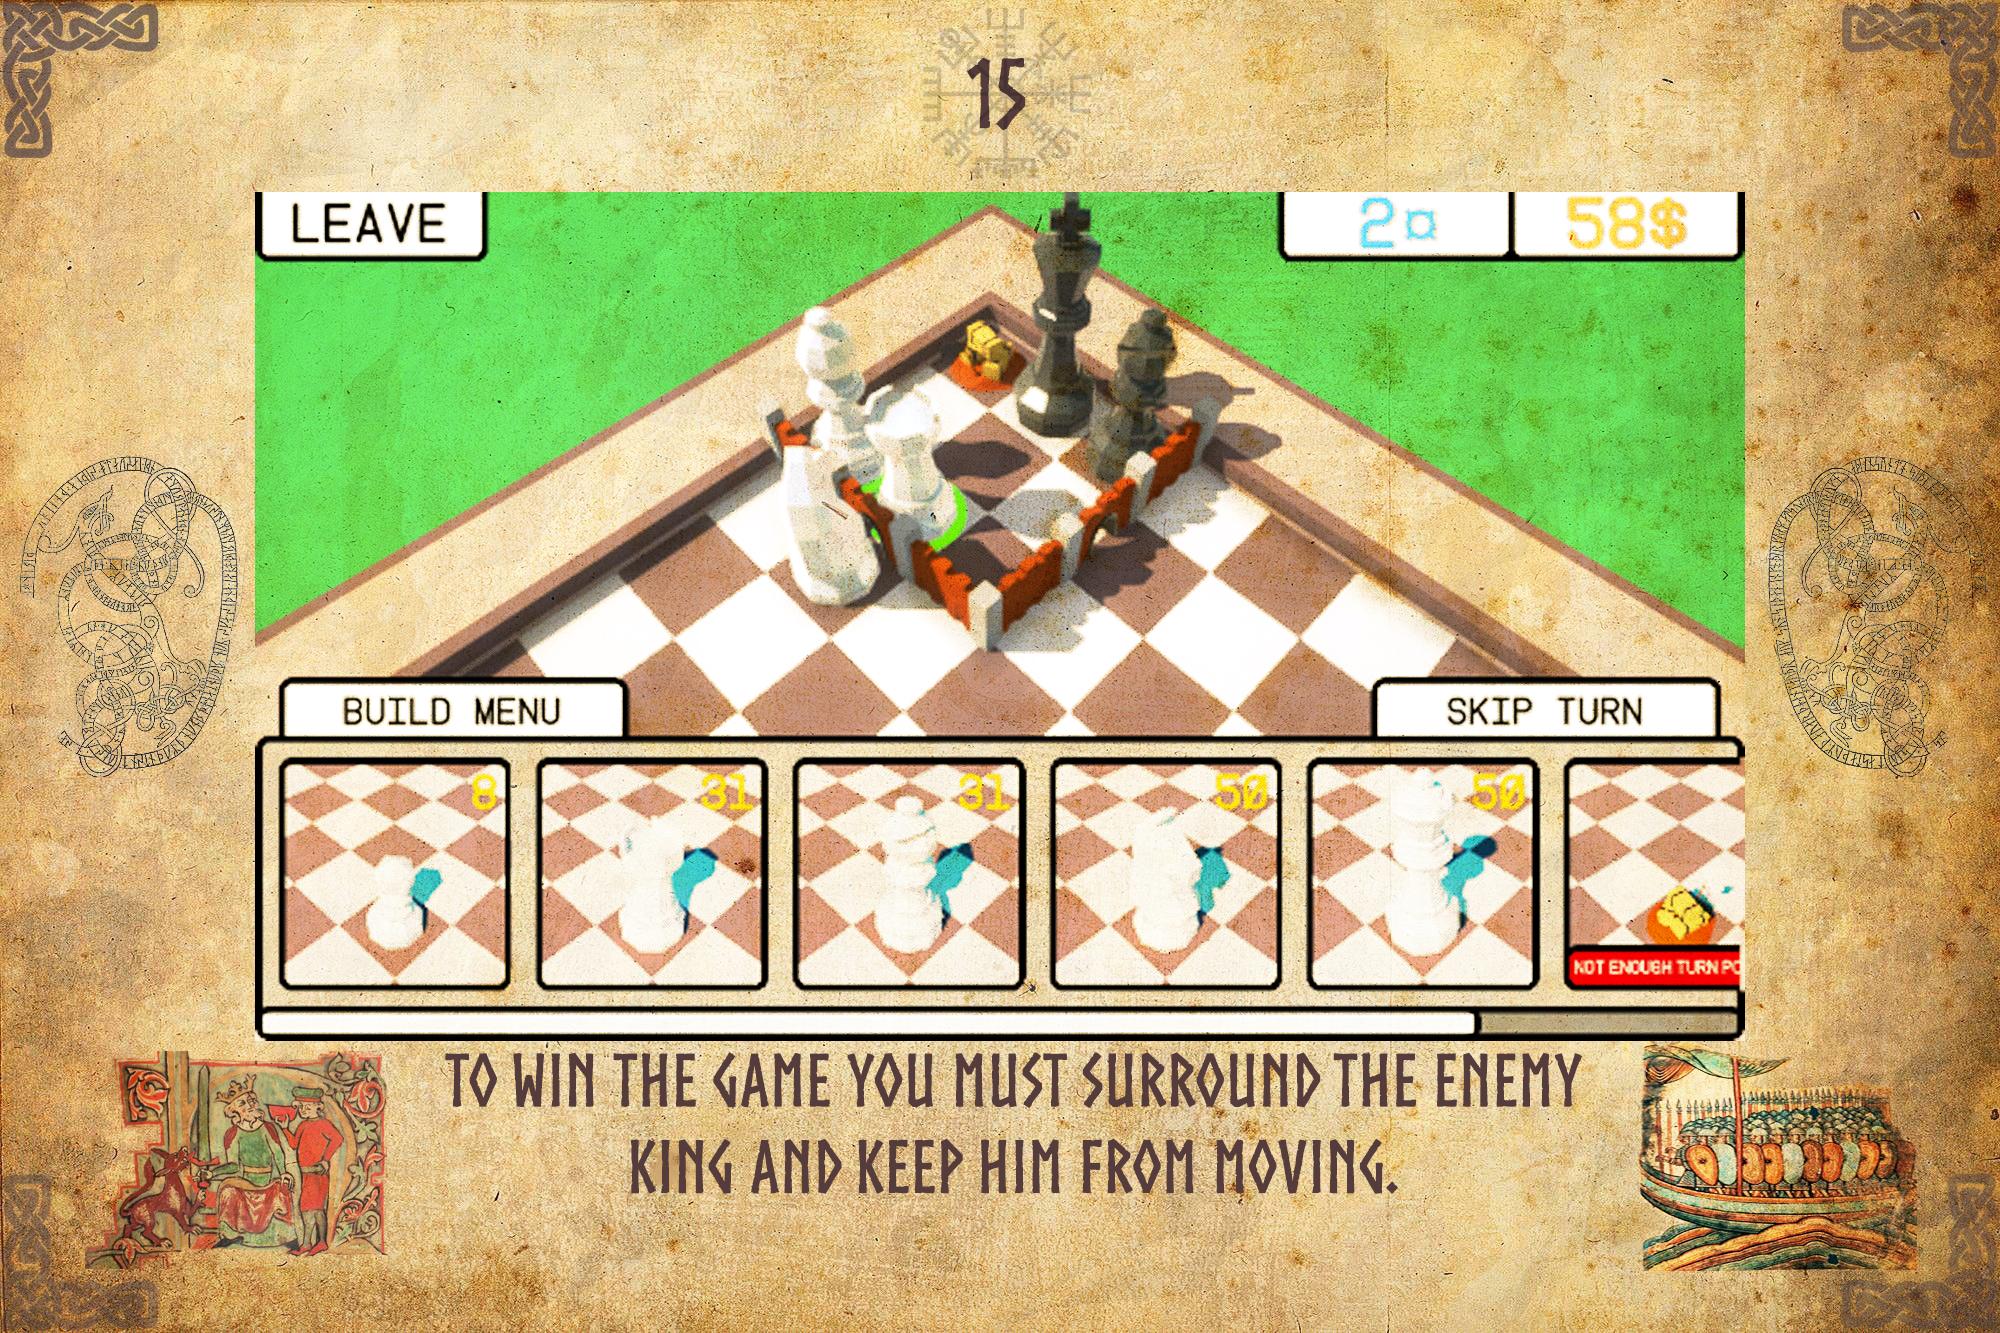 15
LEAVE
2¤
58$
BUILD MENU
SKIP TURN
8
31
31
50
50
NOT ENOUGH TURN
TO WIN THE GAME YOU MUST SURROUND THE ENEMY
KING AND KEEP HIM FROM MOVING.